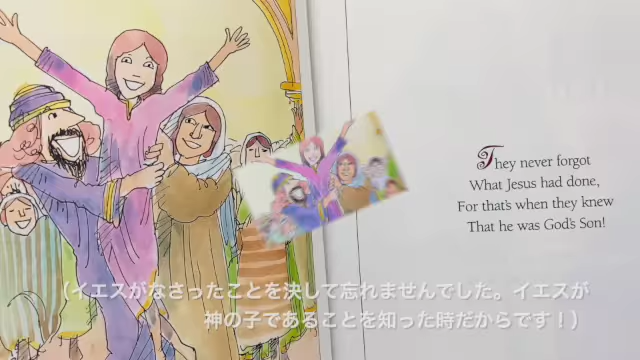 They never forgot
What Jesus had done,
For that's when they knew
That he was God's Son!
（イエスがなさったことを決して忘れませんでした。イエスが
神の子であることを知った時だからです！）